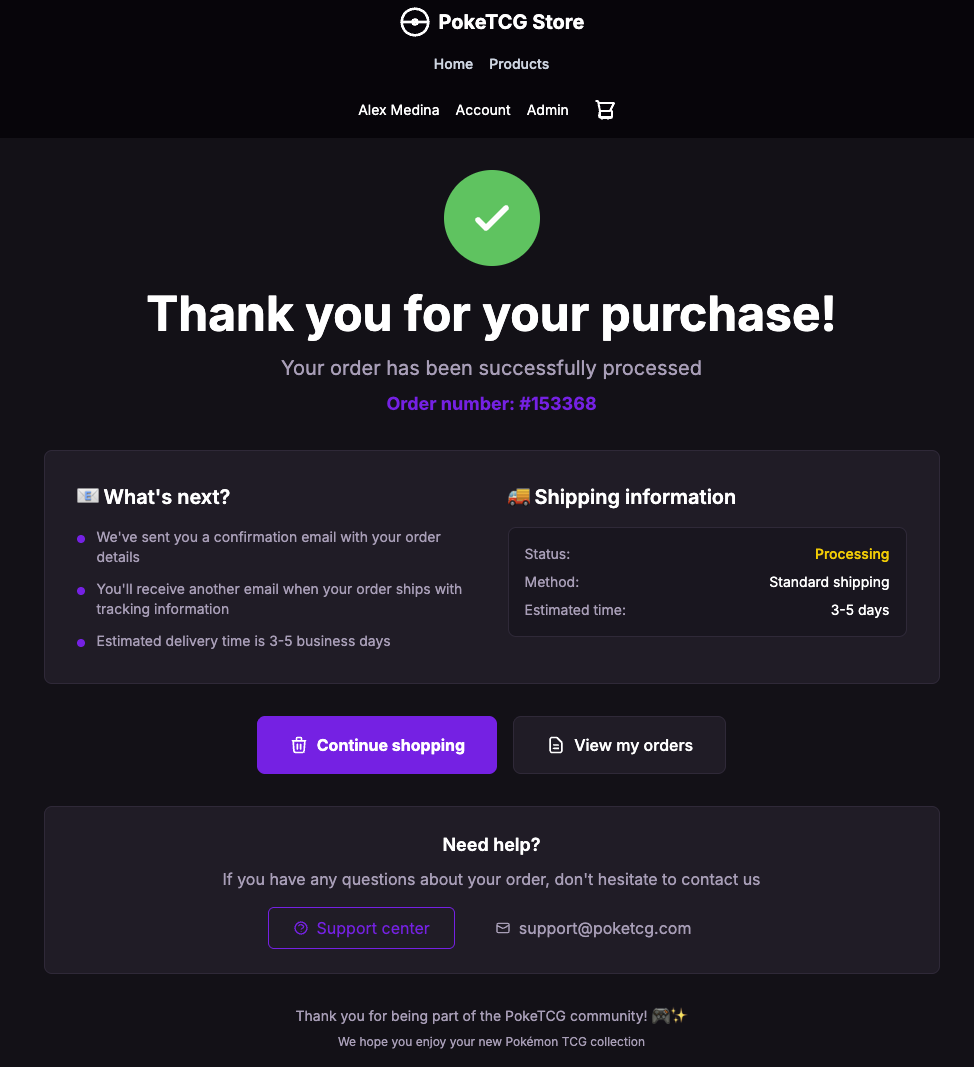 PokeTCG Store
Home Products
Alex Medina Account Admin
Thank you for your purchase!
Your order has been successfully processed
Order number: #153368
📧 What's next?
We've sent you a confirmation email with your order
details
You'll receive another email when your order ships with
tracking information
Estimated delivery time is 3-5 business days
🚚 Shipping information
Status: Processing
Method: Standard shipping
Estimated time: 3-5 days
Continue shopping
View my orders
Need help?
If you have any questions about your order, don't hesitate to contact us
Support center
support@poketcg.com
Thank you for being part of the PokeTCG community! 🎮✨
We hope you enjoy your new Pokémon TCG collection